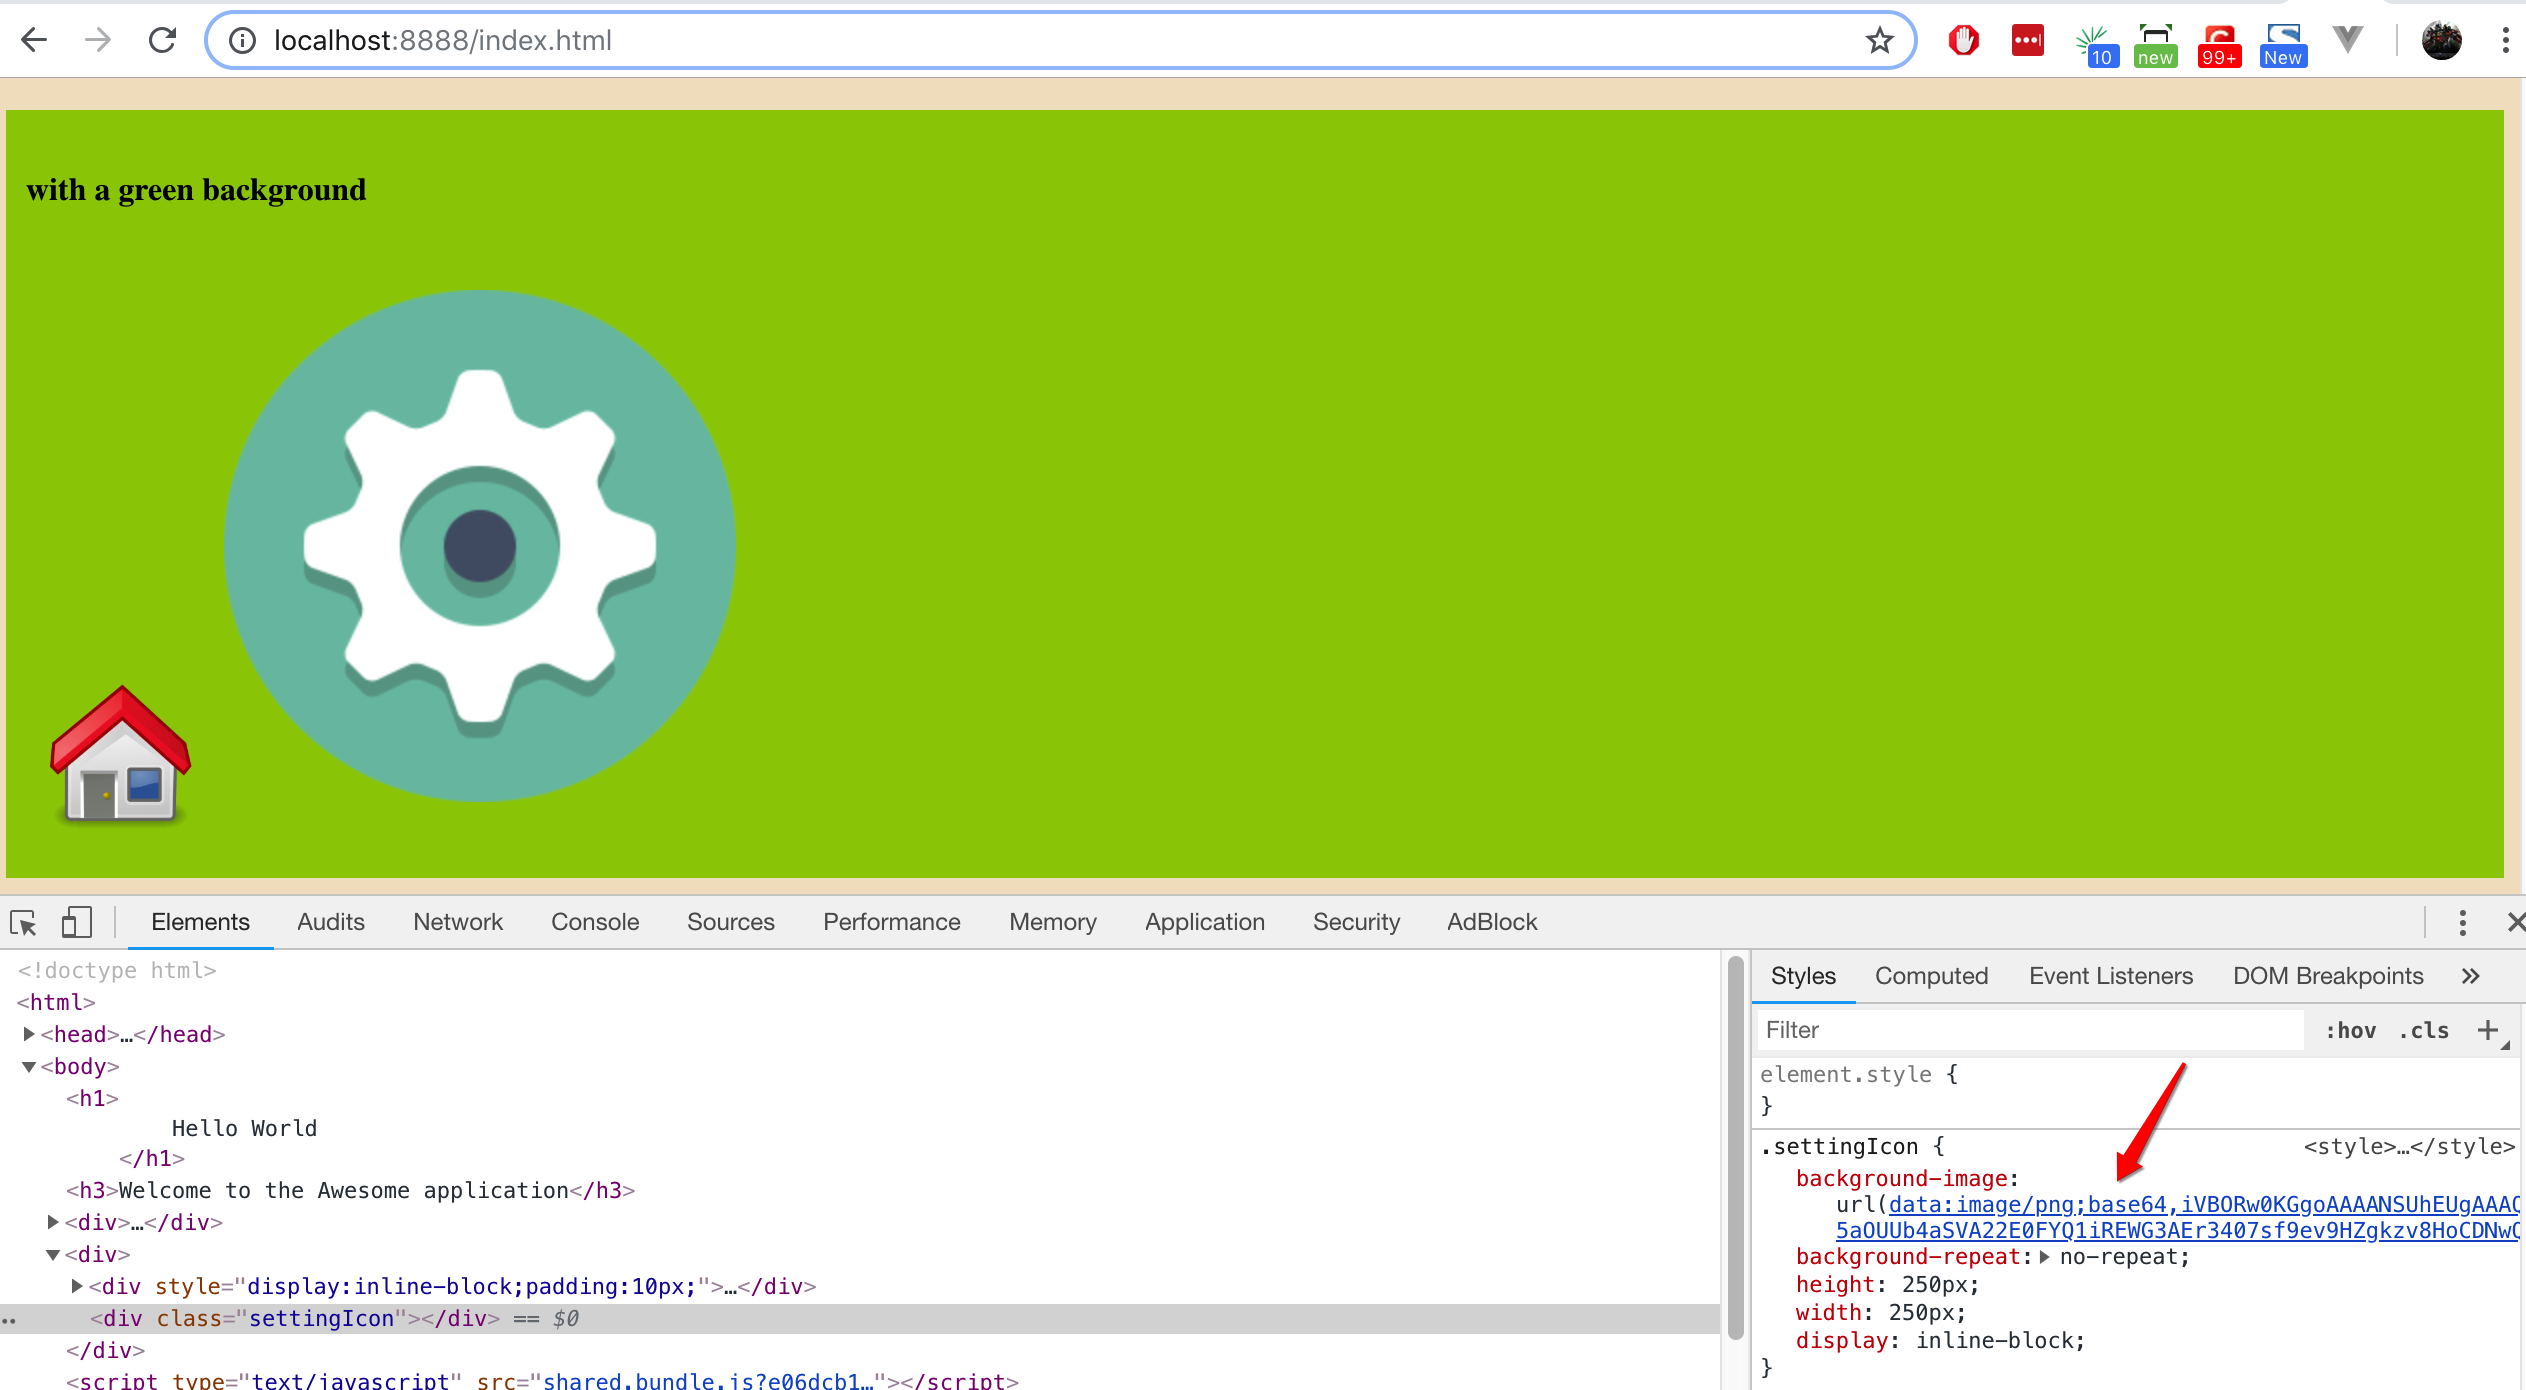 localhost:8888/index.html
10 new 99+ New
with a green background
Elements Audits Network Console Sources Performance Memory Application Security AdBlock
<!doctype html>
<html>
<head>…</head>
<body>
<h1>
Hello World
</h1>
<h3>Welcome to the Awesome application</h3>
<div>…</div>
<div>
<div style="display:inline-block;padding:10px;">…</div>
<div class="settingIcon"></div> == $0
</div>
<script type="text/javascript" src="shared.bundle.js?e06dcb1…"></script>
Styles Computed Event Listeners DOM Breakpoints »
Filter :hov .cls +
element.style {
}
.settingIcon { <style>…</style>
background-image:
url(data:image/png;base64,iVBORw0KGgoAAAANSUhEUgAAAQ
5aOUUb4aSVA22E0FYQ1iREWG3AEr3407sf9ev9HZgkzv8HoCDNwC
background-repeat: no-repeat;
height: 250px;
width: 250px;
display: inline-block;
}